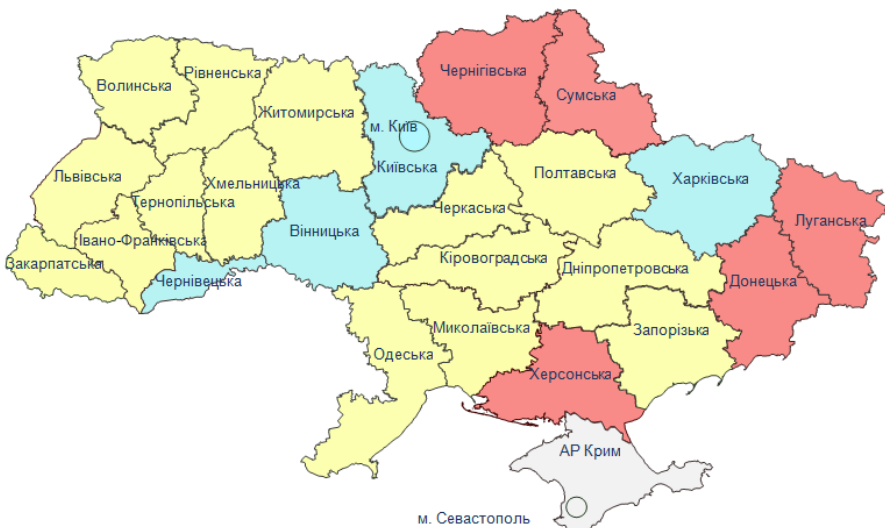 Чернігівська
Рівненська
Волинська
Сумська
Житомирська
м. Київ
Київська
Полтавська
Львівська
Хмельницька
Харківська
Тернопільська
Черкаська
Луганська
Вінницька
Івано-Франківська
Закарпатська
Кіровоградська
Дніпропетровська
Чернівецька
Донецька
Миколаївська
Запорізька
Одеська
Херсонська
АР Крим
м. Севастополь